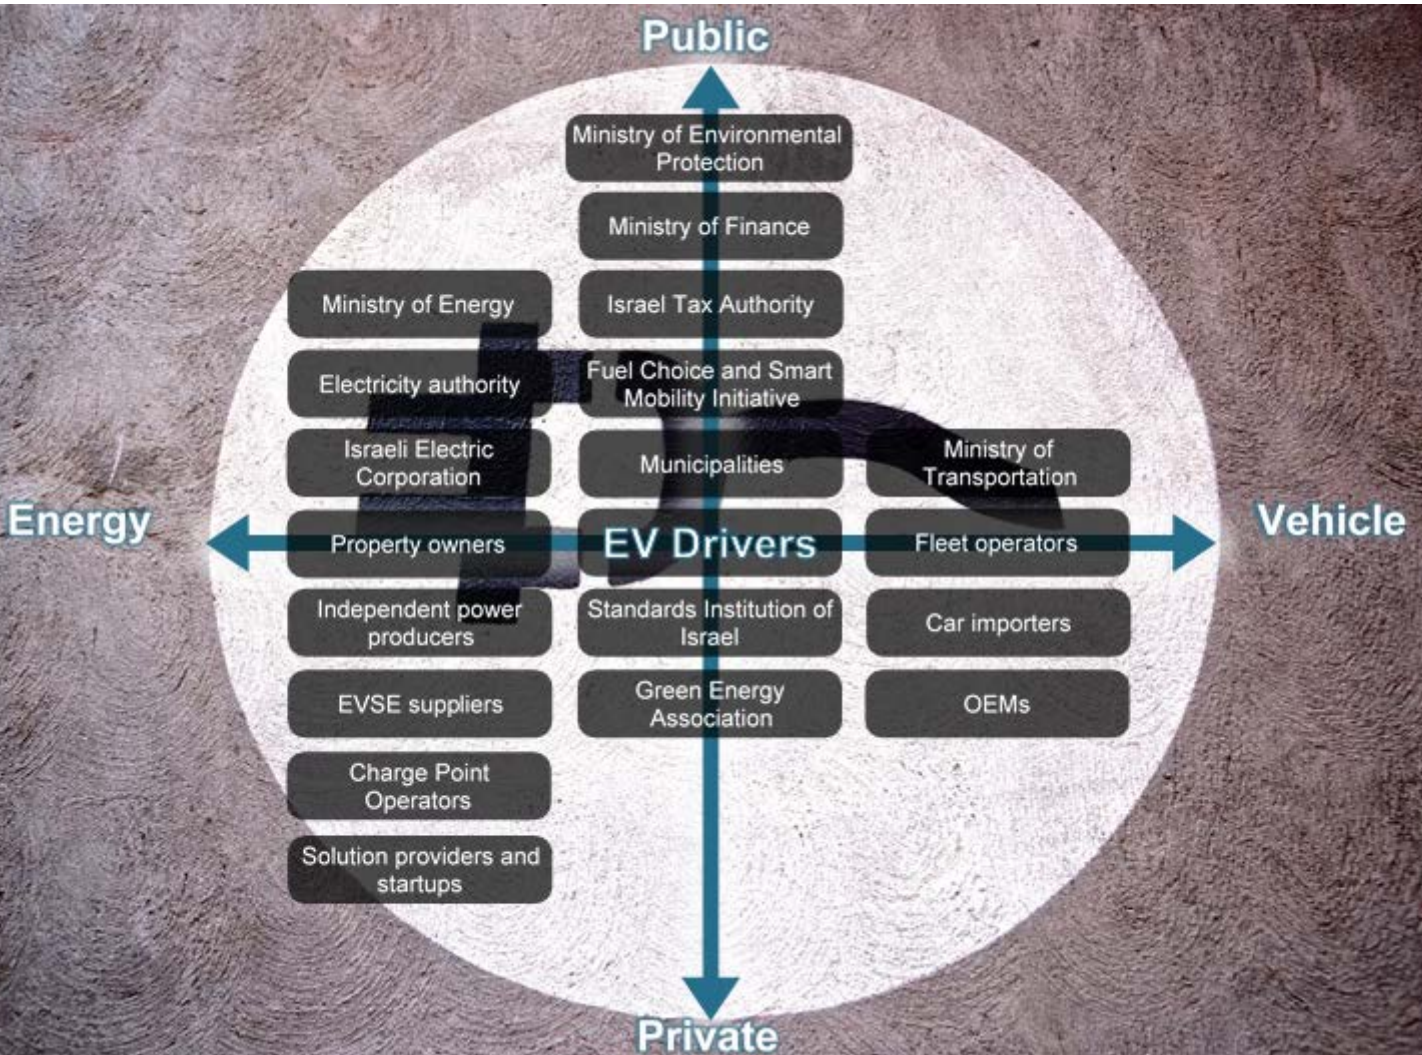 Public
Ministry of Environmental
Protection
Ministry of Finance
Ministry of Energy
Israel Tax Authority
Electricity authority
Fuel Choice and Smart
Mobility Initiative
Israeli Electric
Corporation
Municipalities
Ministry of
Transportation
Energy
Property owners
EV Drivers
Fleet operators
Vehicle
Independent power
producers
Standards Institution of
Israel
Car importers
EVSE suppliers
Green Energy
Association
OEMs
Charge Point
Operators
Solution providers and
startups
Private